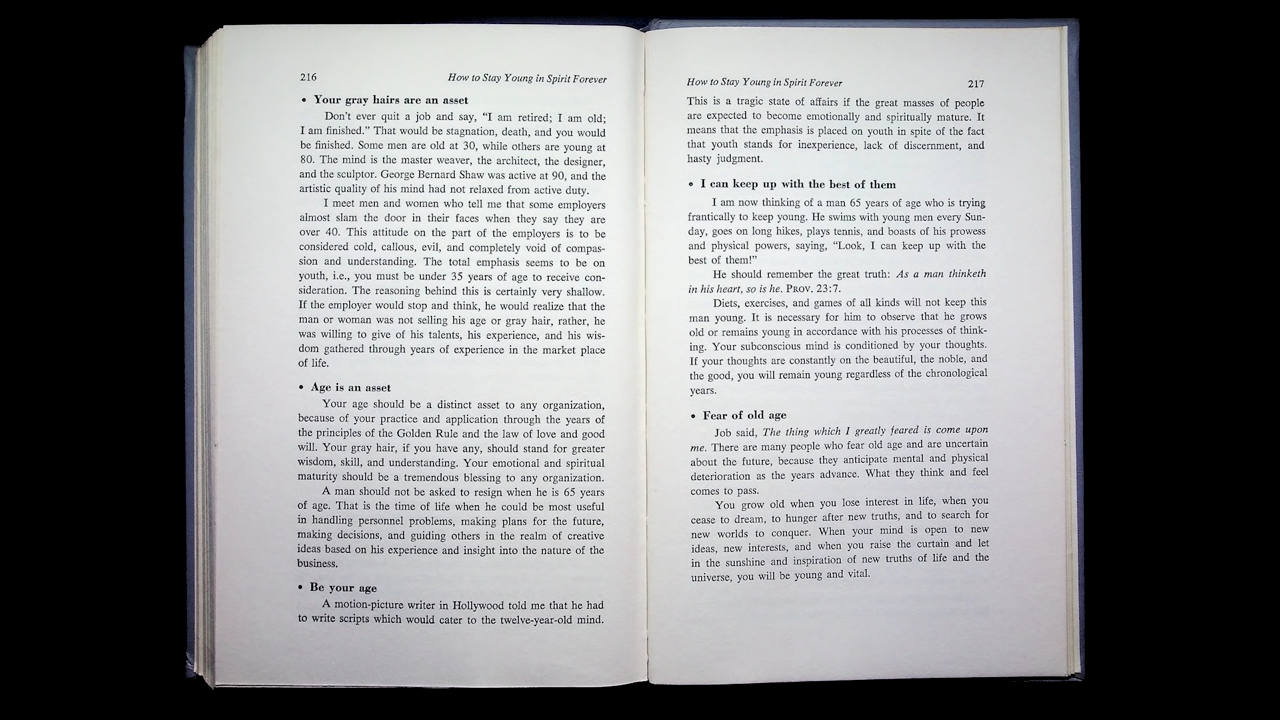 216 How to Stay Young in Spirit Forever
• Your gray hairs are an asset
Don't ever quit a job and say, “I am retired; I am old;
I am finished.” That would be stagnation, death, and you would
be finished. Some men are old at 30, while others are young at
80. The mind is the master weaver, the architect, the designer,
and the sculptor. George Bernard Shaw was active at 90, and the
artistic quality of his mind had not relaxed from active duty.
I meet men and women who tell me that some employers
almost slam the door in their faces when they say they are
over 40. This attitude on the part of the employers is to be
considered cold, callous, evil, and completely void of compas-
sion and understanding. The total emphasis seems to be on
youth, i.e., you must be under 35 years of age to receive con-
sideration. The reasoning behind this is certainly very shallow.
If the employer would stop and think, he would realize that the
man or woman was not selling his age or gray hair, rather, he
was willing to give of his talents, his experience, and his wis-
dom gathered through years of experience in the market place
of life.
• Age is an asset
Your age should be a distinct asset to any organization,
because of your practice and application through the years of
the principles of the Golden Rule and the law of love and good
will. Your gray hair, if you have any, should stand for greater
wisdom, skill, and understanding. Your emotional and spiritual
maturity should be a tremendous blessing to any organization.
A man should not be asked to resign when he is 65 years
of age. That is the time of life when he could be most useful
in handling personnel problems, making plans for the future,
making decisions, and guiding others in the realm of creative
ideas based on his experience and insight into the nature of the
business.
• Be your age
A motion-picture writer in Hollywood told me that he had
to write scripts which would cater to the twelve-year-old mind.
How to Stay Young in Spirit Forever 217
This is a tragic state of affairs if the great masses of people
are expected to become emotionally and spiritually mature. It
means that the emphasis is placed on youth in spite of the fact
that youth stands for inexperience, lack of discernment, and
hasty judgment.
• I can keep up with the best of them
I am now thinking of a man 65 years of age who is trying
frantically to keep young. He swims with young men every Sun-
day, goes on long hikes, plays tennis, and boasts of his prowess
and physical powers, saying, “Look, I can keep up with the
best of them!”
He should remember the great truth: As a man thinketh
in his heart, so is he. PROV. 23:7.
Diets, exercises, and games of all kinds will not keep this
man young. It is necessary for him to observe that he grows
old or remains young in accordance with his processes of think-
ing. Your subconscious mind is conditioned by your thoughts.
If your thoughts are constantly on the beautiful, the noble, and
the good, you will remain young regardless of the chronological
years.
• Fear of old age
Job said, The thing which I greatly feared is come upon
me. There are many people who fear old age and are uncertain
about the future, because they anticipate mental and physical
deterioration as the years advance. What they think and feel
comes to pass.
You grow old when you lose interest in life, when you
cease to dream, to hunger after new truths, and to search for
new worlds to conquer. When your mind is open to new
ideas, new interests, and when you raise the curtain and let
in the sunshine and inspiration of new truths of life and the
universe, you will be young and vital.